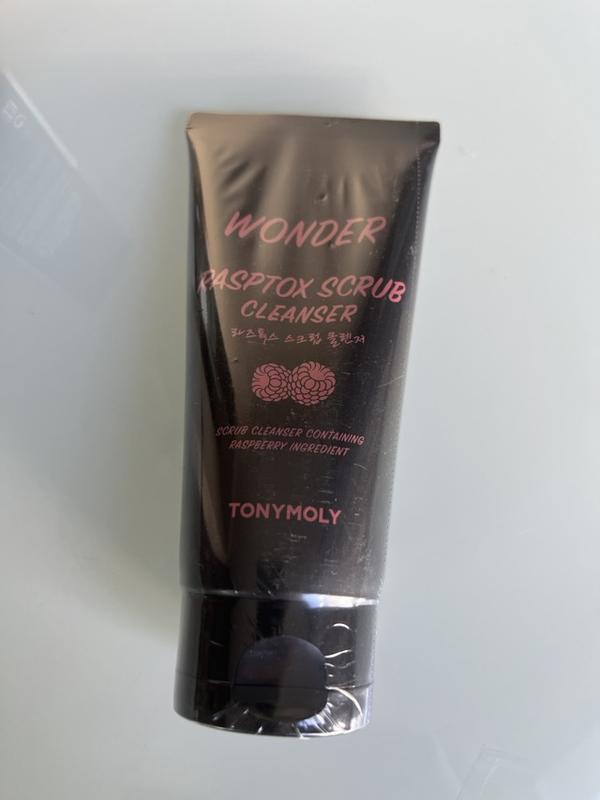 WONDER
RASPTOX SCRUB
CLEANSER
라즈톡스 스크럽 클렌저
SCRUB CLEANSER CONTAINING
RASPBERRY INGREDIENT
TONYMOLY